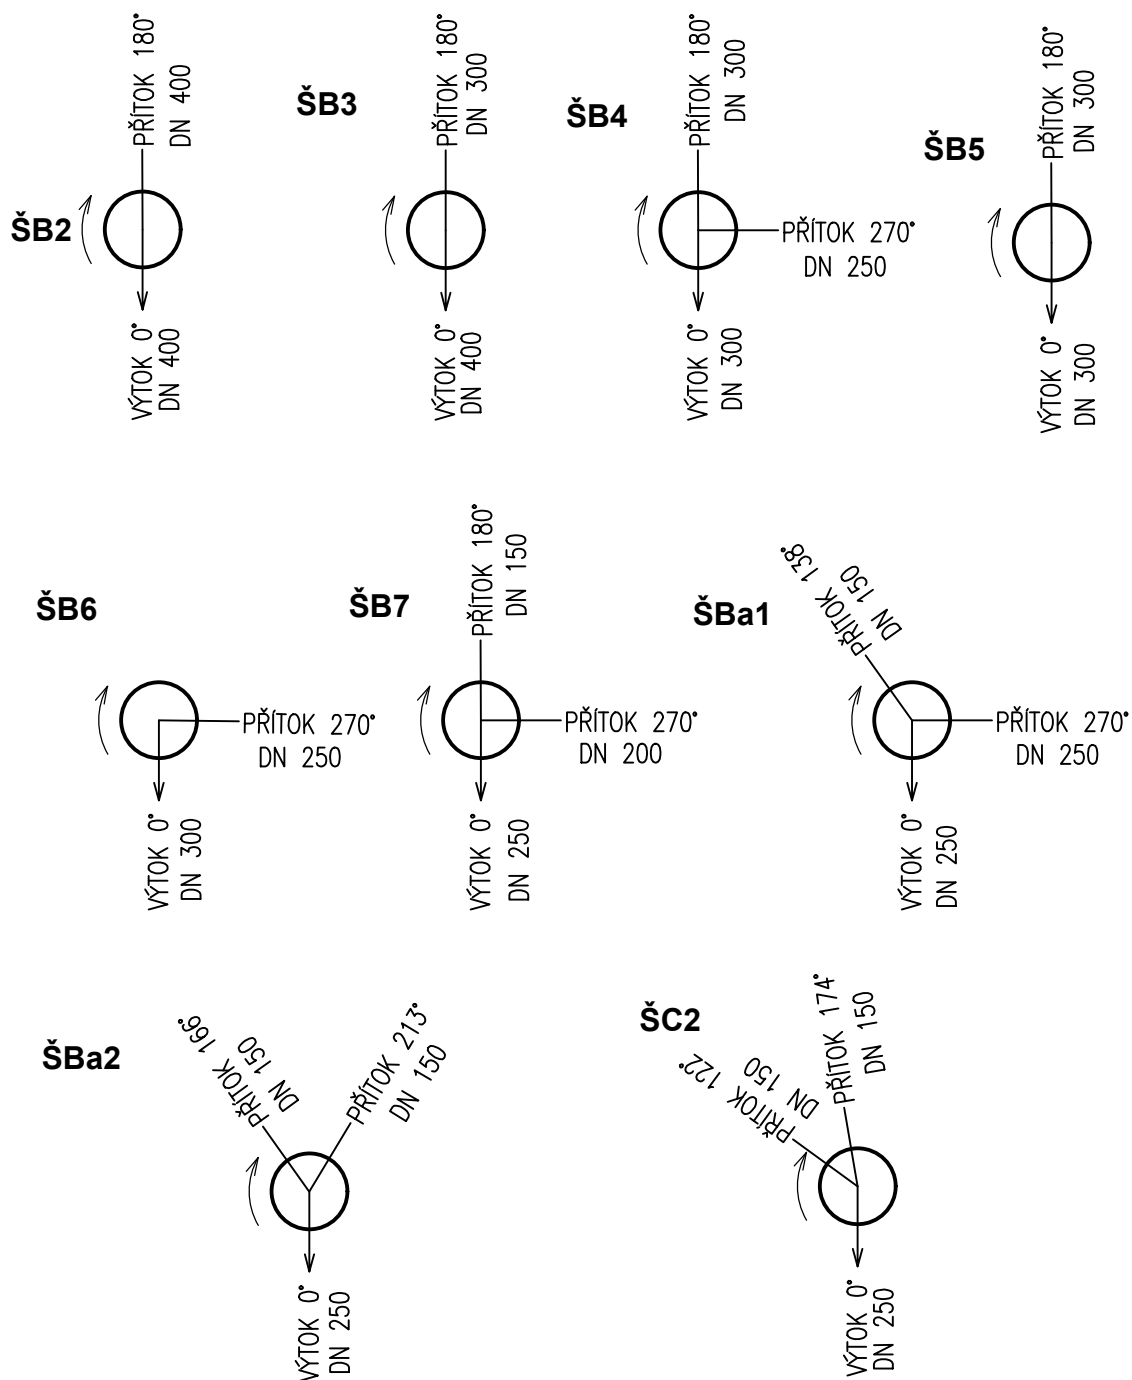 ŠB2
PŘÍTOK 180°
DN 400
VÝTOK 0°
DN 400
ŠB3
PŘÍTOK 180°
DN 300
VÝTOK 0°
DN 400
ŠB4
PŘÍTOK 180°
DN 300
PŘÍTOK 270°
DN 250
VÝTOK 0°
DN 300
ŠB5
PŘÍTOK 180°
DN 300
VÝTOK 0°
DN 300
ŠB6
PŘÍTOK 270°
DN 250
VÝTOK 0°
DN 300
ŠB7
PŘÍTOK 180°
DN 150
PŘÍTOK 270°
DN 200
VÝTOK 0°
DN 250
ŠBa1
PŘÍTOK 138°
DN 150
PŘÍTOK 270°
DN 250
VÝTOK 0°
DN 250
ŠBa2
PŘÍTOK 166°
DN 150
PŘÍTOK 213°
DN 150
VÝTOK 0°
DN 250
ŠC2
PŘÍTOK 122°
DN 150
PŘÍTOK 174°
DN 150
VÝTOK 0°
DN 250